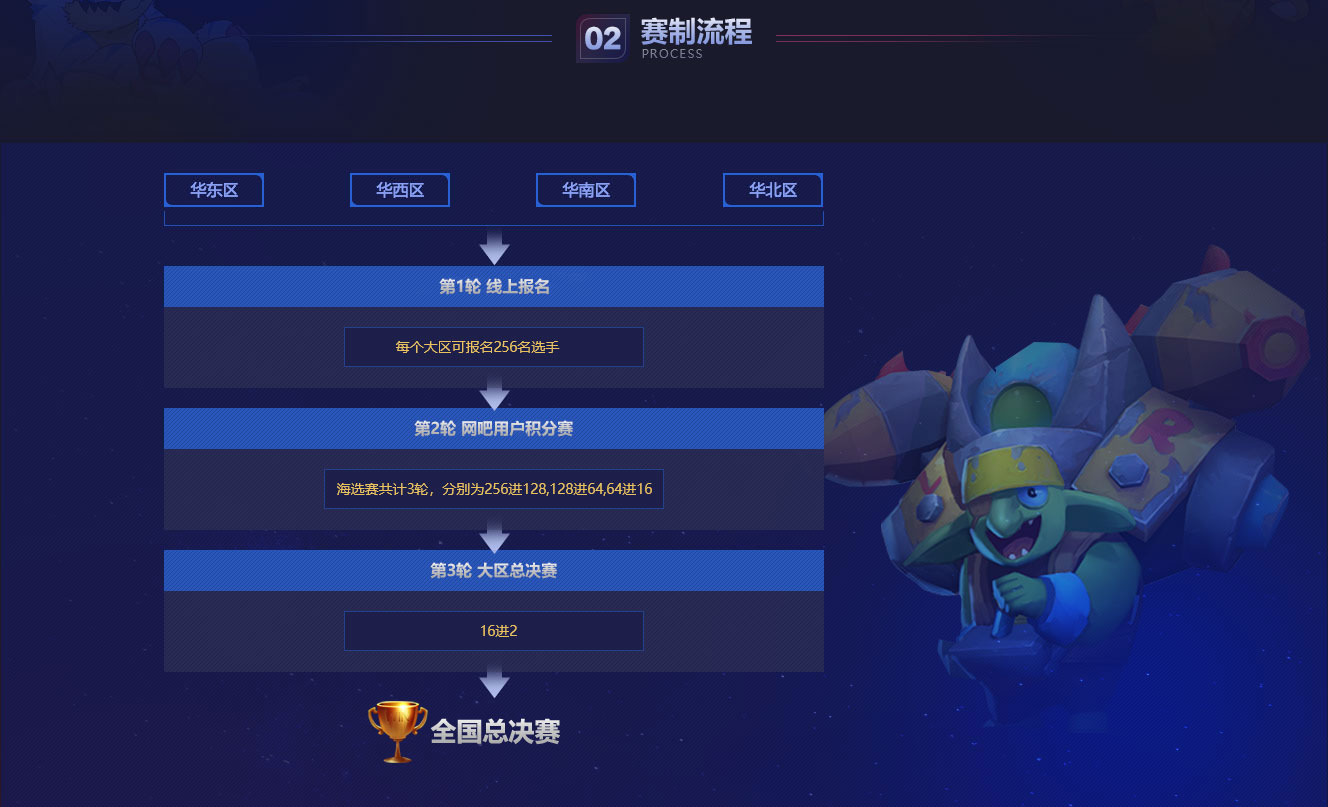 02
赛制流程
PROCESS
华东区
华西区
华南区
华北区
第1轮 线上报名
每个大区可报名256名选手
第2轮 网吧用户积分赛
海选赛共计3轮，分别为256进128,128进64,64进16
第3轮 大区总决赛
16进2
全国总决赛
R
L